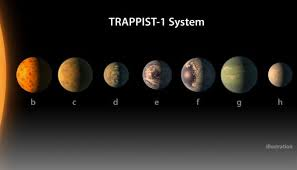 TRAPPIST-1 System
b c d e f g h
illustration